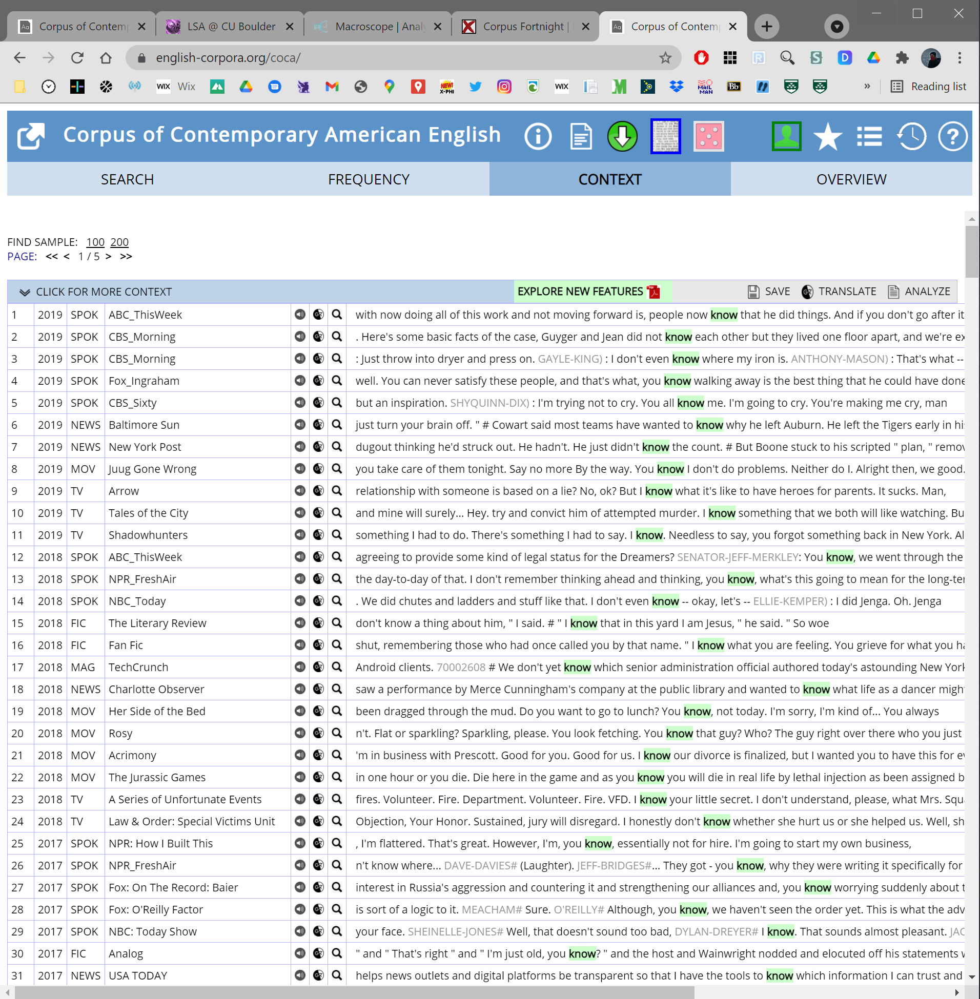 Corpus of Contemp
LSA @ CU Boulder
Macroscope | Analy
Corpus Fortnight |
Corpus of Contemp
english-corpora.org/coca/
WIX Wix
NEW! X-PHI
WIX
MAILMAN
Bb
» Reading list
Corpus of Contemporary American English
SEARCH FREQUENCY CONTEXT OVERVIEW
FIND SAMPLE: 100 200
PAGE: << < 1 / 5 > >>
CLICK FOR MORE CONTEXT EXPLORE NEW FEATURES SAVE TRANSLATE ANALYZE
1 2019 SPOK ABC_ThisWeek with now doing all of this work and not moving forward is, people now know that he did things. And if you don't go after it
2 2019 SPOK CBS_Morning . Here's some basic facts of the case, Guyger and Jean did not know each other but they lived one floor apart, and we're ex
3 2019 SPOK CBS_Morning : Just throw into dryer and press on. GAYLE-KING) : I don't even know where my iron is. ANTHONY-MASON) : That's what --
4 2019 SPOK Fox_Ingraham well. You can never satisfy these people, and that's what, you know walking away is the best thing that he could have done
5 2019 SPOK CBS_Sixty but an inspiration. SHYQUINN-DIX) : I'm trying not to cry. You all know me. I'm going to cry. You're making me cry, man
6 2019 NEWS Baltimore Sun just turn your brain off. " # Cowart said most teams have wanted to know why he left Auburn. He left the Tigers early in his
7 2019 NEWS New York Post dugout thinking he'd struck out. He hadn't. He just didn't know the count. # But Boone stuck to his scripted " plan, " remov
8 2019 MOV Juug Gone Wrong you take care of them tonight. Say no more By the way. You know I don't do problems. Neither do I. Alright then, we good.
9 2019 TV Arrow relationship with someone is based on a lie? No, ok? But I know what it's like to have heroes for parents. It sucks. Man,
10 2019 TV Tales of the City and mine will surely... Hey. try and convict him of attempted murder. I know something that we both will like watching. Bu
11 2019 TV Shadowhunters something I had to do. There's something I had to say. I know. Needless to say, you forgot something back in New York. Al
12 2018 SPOK ABC_ThisWeek agreeing to provide some kind of legal status for the Dreamers? SENATOR-JEFF-MERKLEY: You know, we went through the
13 2018 SPOK NPR_FreshAir the day-to-day of that. I don't remember thinking ahead and thinking, you know, what's this going to mean for the long-ter
14 2018 SPOK NBC_Today . We did chutes and ladders and stuff like that. I don't even know -- okay, let's -- ELLIE-KEMPER) : I did Jenga. Oh. Jenga
15 2018 FIC The Literary Review don't know a thing about him, " I said. # " I know that in this yard I am Jesus, " he said. " So woe
16 2018 FIC Fan Fic shut, remembering those who had once called you by that name. " I know what you are feeling. You grieve for what you ha
17 2018 MAG TechCrunch Android clients. 70002608 # We don't yet know which senior administration official authored today's astounding New York
18 2018 NEWS Charlotte Observer saw a performance by Merce Cunningham's company at the public library and wanted to know what life as a dancer migh
19 2018 MOV Her Side of the Bed been dragged through the mud. Do you want to go to lunch? You know, not today. I'm sorry, I'm kind of... You always
20 2018 MOV Rosy n't. Flat or sparkling? Sparkling, please. You look fetching. You know that guy? Who? The guy right over there who you just
21 2018 MOV Acrimony 'm in business with Prescott. Good for you. Good for us. I know our divorce is finalized, but I wanted you to have this for ev
22 2018 MOV The Jurassic Games in one hour or you die. Die here in the game and as you know you will die in real life by lethal injection as been assigned b
23 2018 TV A Series of Unfortunate Events fires. Volunteer. Fire. Department. Volunteer. Fire. VFD. I know your little secret. I don't understand, please, what Mrs. Squa
24 2018 TV Law & Order: Special Victims Unit Objection, Your Honor. Sustained, jury will disregard. I honestly don't know whether she hurt us or she helped us. Well, sh
25 2017 SPOK NPR: How I Built This , I'm flattered. That's great. However, I'm, you know, essentially not for hire. I'm going to start my own business,
26 2017 SPOK NPR_FreshAir n't know where... DAVE-DAVIES# (Laughter). JEFF-BRIDGES#... They got - you know, why they were writing it specifically for
27 2017 SPOK Fox: On The Record: Baier interest in Russia's aggression and countering it and strengthening our alliances and, you know worrying suddenly about t
28 2017 SPOK Fox: O'Reilly Factor is sort of a logic to it. MEACHAM# Sure. O'REILLY# Although, you know, we haven't seen the order yet. This is what the adv
29 2017 SPOK NBC: Today Show your face. SHEINELLE-JONES# Well, that doesn't sound too bad, DYLAN-DREYER# I know. That sounds almost pleasant. JAC
30 2017 FIC Analog " and " That's right " and " I'm just old, you know? " and the host and Wainwright nodded and elocuted off his statements w
31 2017 NEWS USA TODAY helps news outlets and digital platforms be transparent so that I have the tools to know which information I can trust and